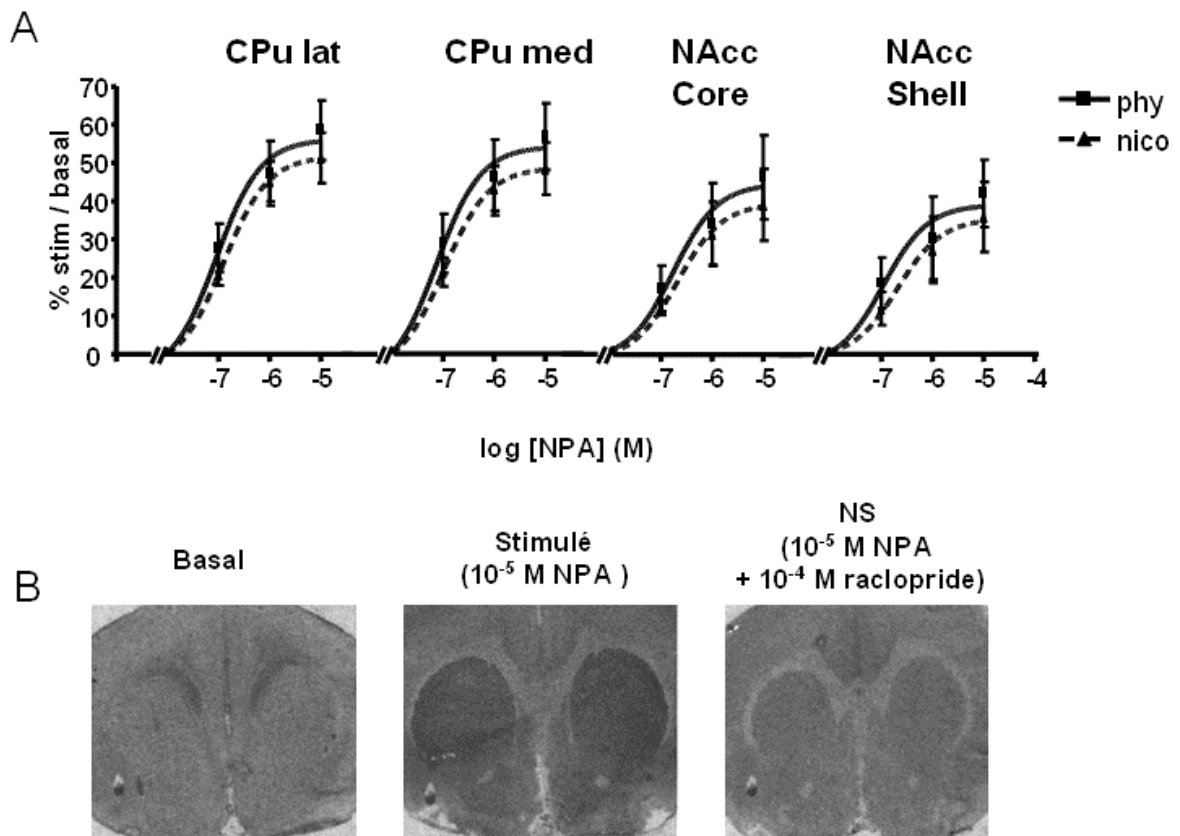 A
CPu lat
CPu med
NAcc
Core
NAcc
Shell
phy
nico
% stim / basal
70
60
50
40
30
20
10
0
-7 -6 -5 -7 -6 -5 -7 -6 -5 -7 -6 -5 -4
log [NPA] (M)
B
Basal
Stimulé
(10⁻⁵ M NPA )
NS
(10⁻⁵ M NPA
+ 10⁻⁴ M raclopride)